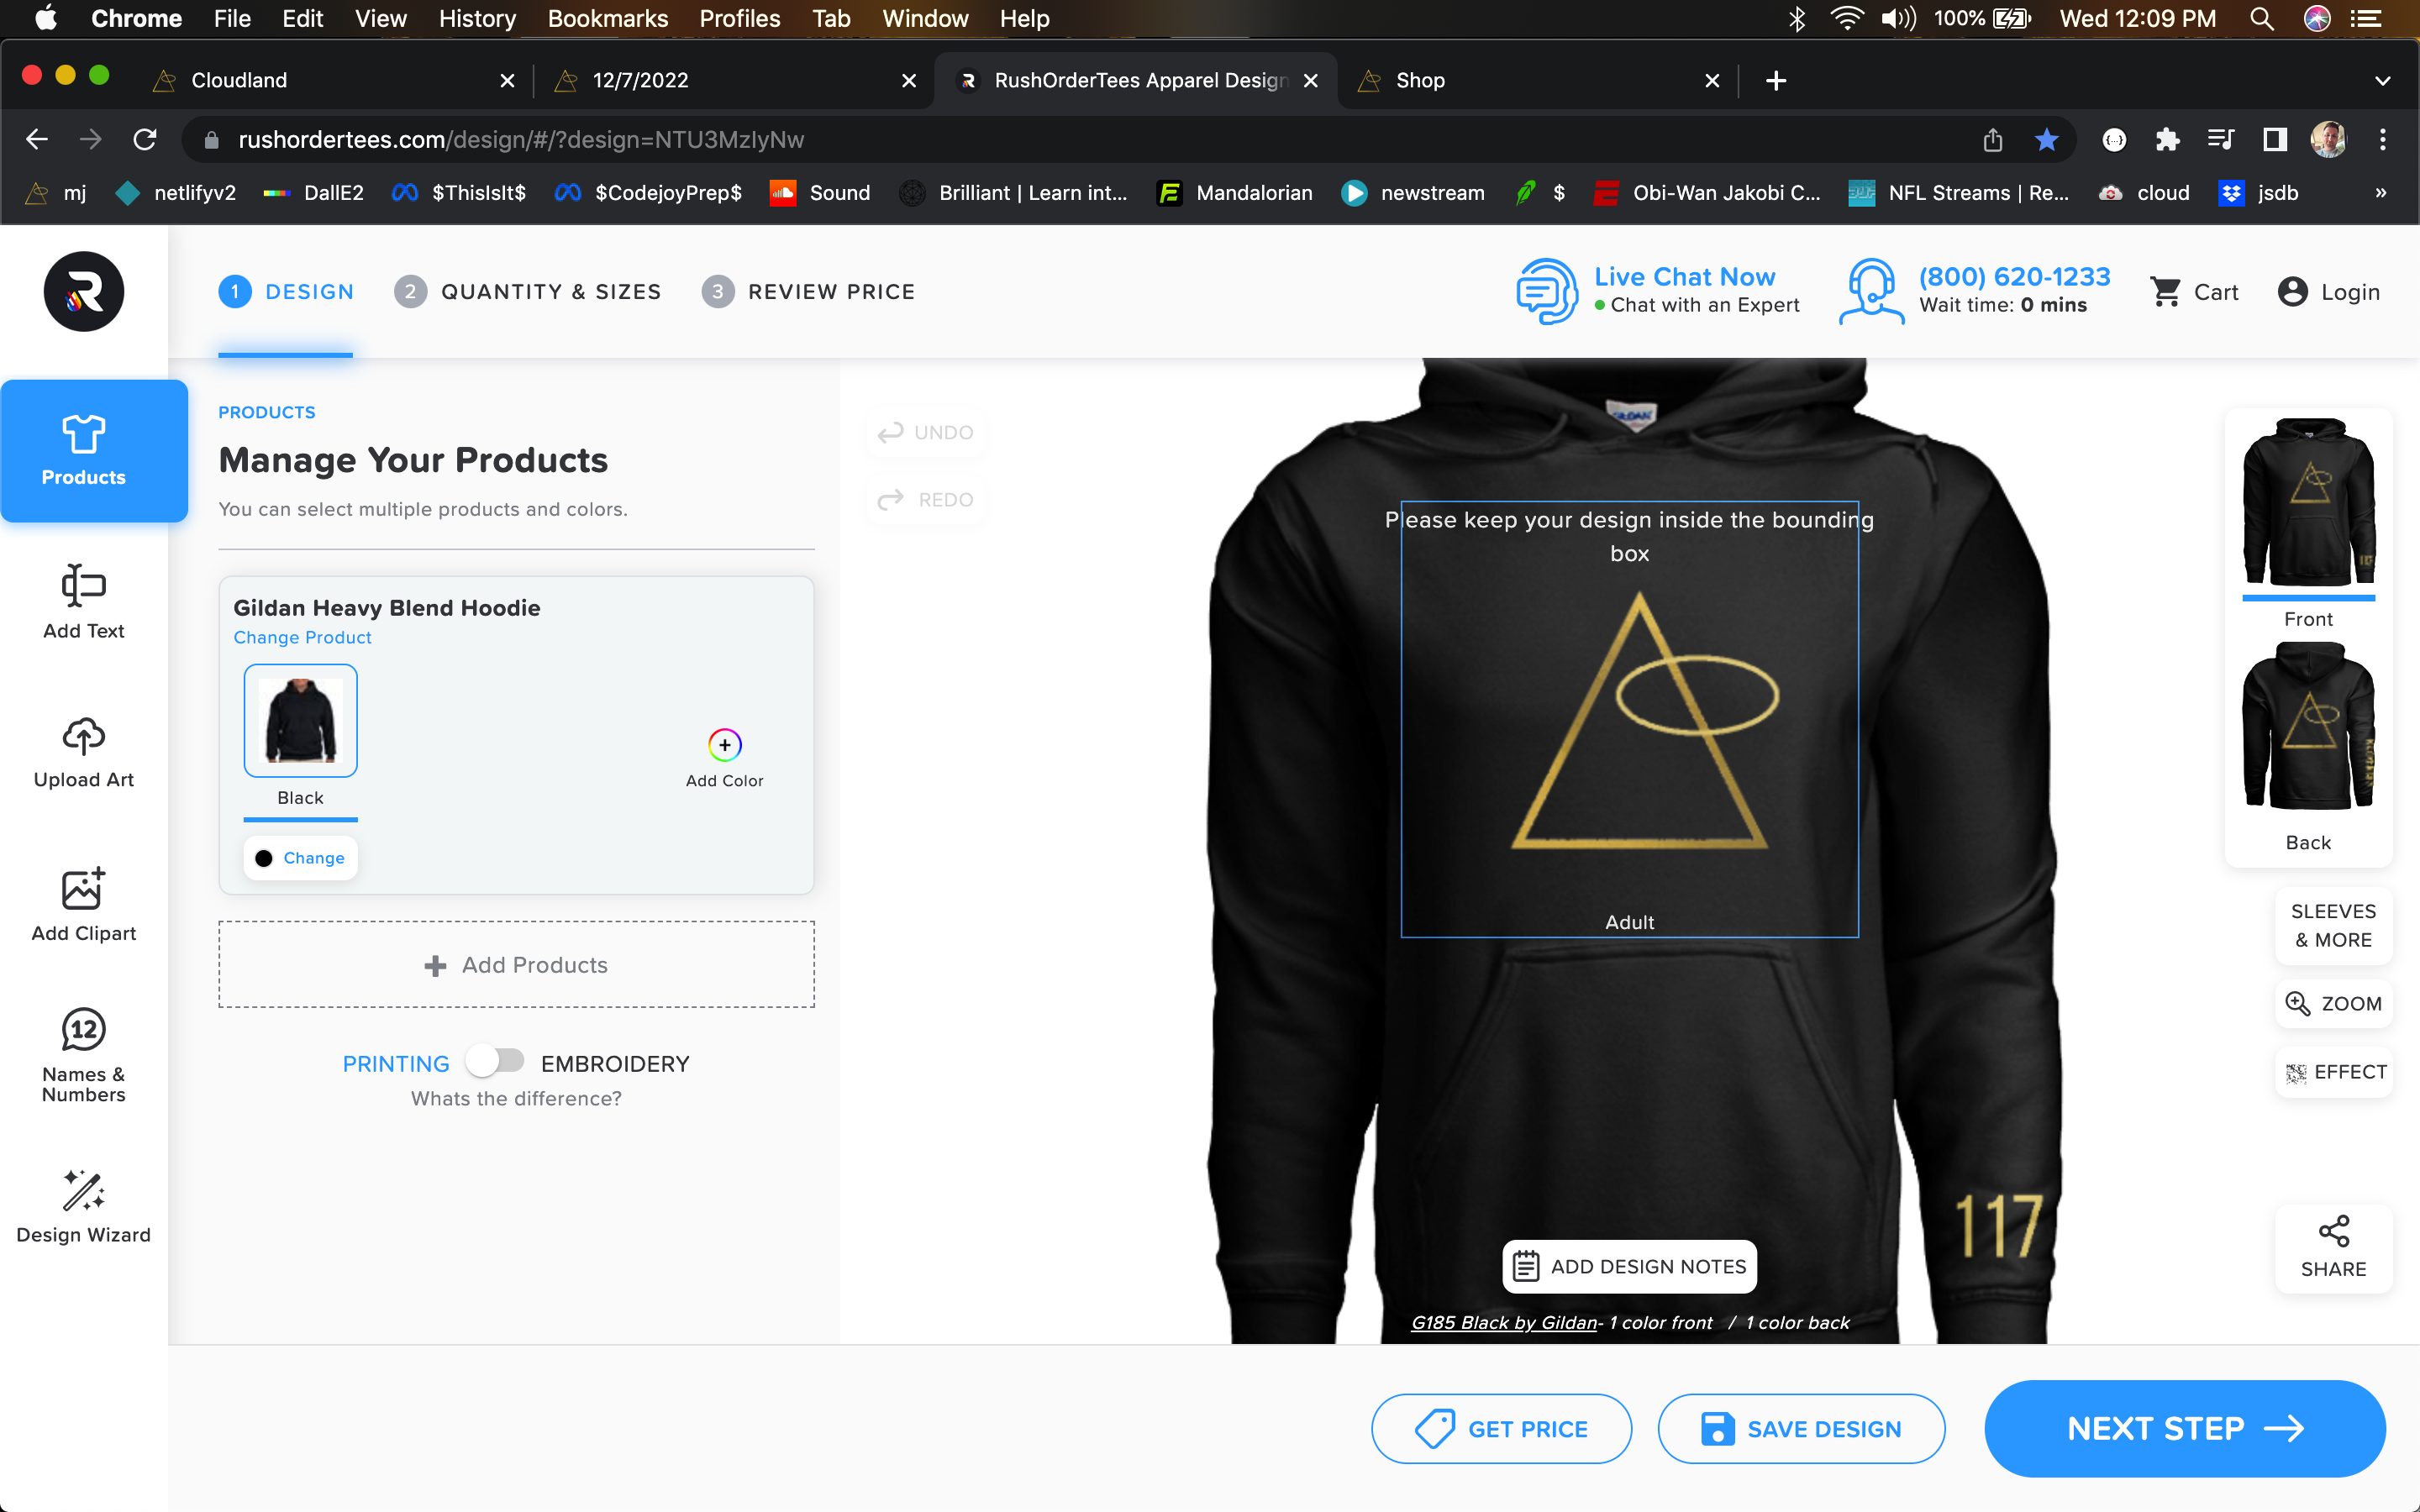 Chrome File Edit View History Bookmarks Profiles Tab Window Help 100% Wed 12:09 PM
Cloudland 12/7/2022 RushOrderTees Apparel Design Shop
rushordertees.com/design/#/?design=NTU3MzIyNw
mj netlifyv2 DallE2 $ThisIsIt$ $CodejoyPrep$ Sound Brilliant | Learn int... Mandalorian newstream $ Obi-Wan Jakobi C... NFL Streams | Re... cloud jsdb »
1 DESIGN 2 QUANTITY & SIZES 3 REVIEW PRICE
Live Chat Now
Chat with an Expert
(800) 620-1233
Wait time: 0 mins
Cart
Login
Products
Add Text
Upload Art
Add Clipart
12
Names &
Numbers
Design Wizard
PRODUCTS
Manage Your Products
You can select multiple products and colors.
UNDO
REDO
Gildan Heavy Blend Hoodie
Change Product
Black
Change
Add Color
Add Products
PRINTING EMBROIDERY
Whats the difference?
GILDAN
Please keep your design inside the bounding
box
Adult
117
ADD DESIGN NOTES
G185 Black by Gildan- 1 color front / 1 color back
117
Front
Back
SLEEVES
& MORE
ZOOM
EFFECT
SHARE
GET PRICE
SAVE DESIGN
NEXT STEP